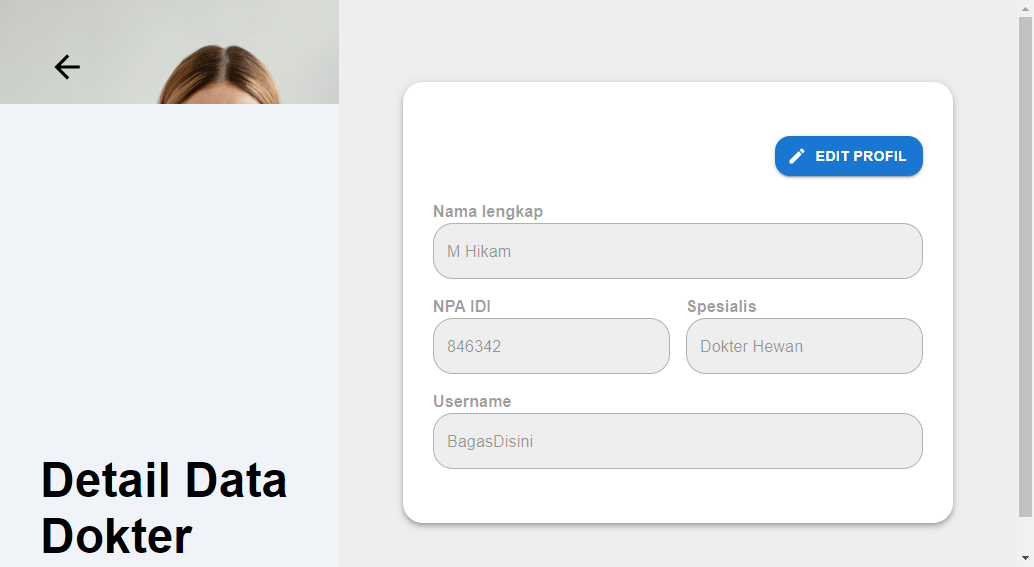 Detail Data
Dokter
EDIT PROFIL
Nama lengkap
M Hikam
NPA IDI
Spesialis
846342
Dokter Hewan
Username
BagasDisini